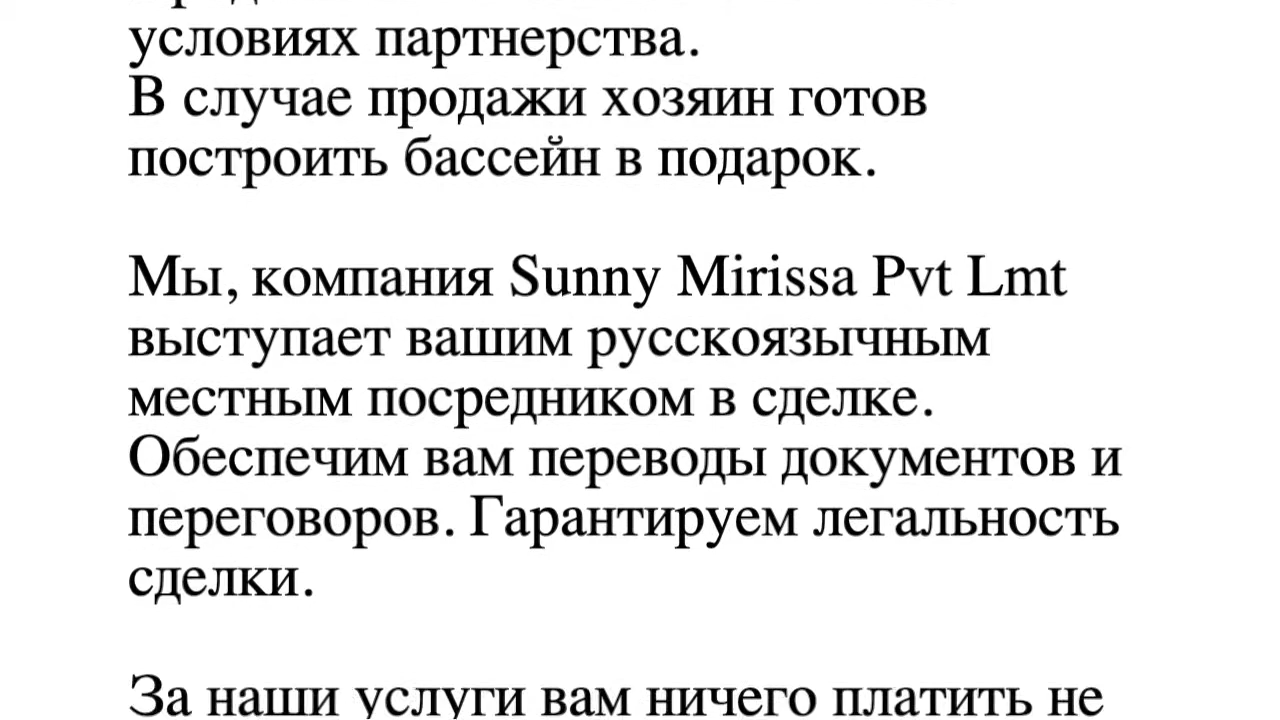 условиях партнерства.
В случае продажи хозяин готов
построить бассейн в подарок.
Мы, компания Sunny Mirissa Pvt Lmt
выступает вашим русскоязычным
местным посредником в сделке.
Обеспечим вам переводы документов и
переговоров. Гарантируем легальность
сделки.
За наши услуги вам ничего платить не